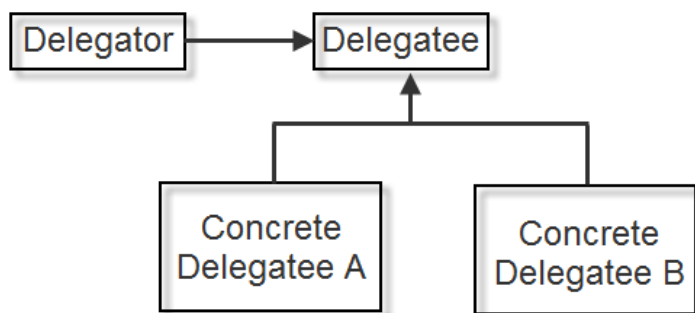 Delegator
Delegatee
Concrete
Delegatee A
Concrete
Delegatee B